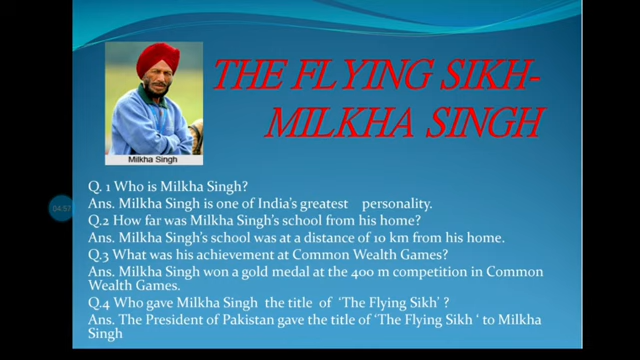 THE FLYING SIKH-
MILKHA SINGH
Milkha Singh
Q. 1 Who is Milkha Singh?
Ans. Milkha Singh is one of India's greatest personality.
Q.2 How far was Milkha Singh's school from his home?
04:57
Ans. Milkha Singh's school was at a distance of 10 km from his home.
Q.3 What was his achievement at Common Wealth Games?
Ans. Milkha Singh won a gold medal at the 400 m competition in Common
Wealth Games.
Q.4 Who gave Milkha Singh the title of 'The Flying Sikh' ?
Ans. The President of Pakistan gave the title of 'The Flying Sikh ' to Milkha
Singh